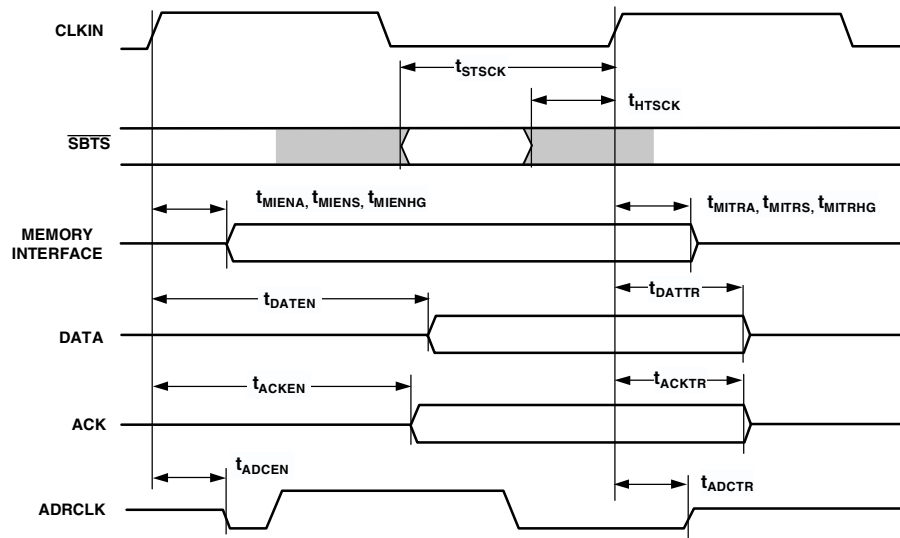 CLKIN
tSTSCK
tHTSCK
SBTS
tMIENA, tMIENS, tMIENHG
tMITRA, tMITRS, tMITRHG
MEMORY
INTERFACE
tDATEN
tDATTR
DATA
tACKEN
tACKTR
ACK
tADCEN
tADCTR
ADRCLK